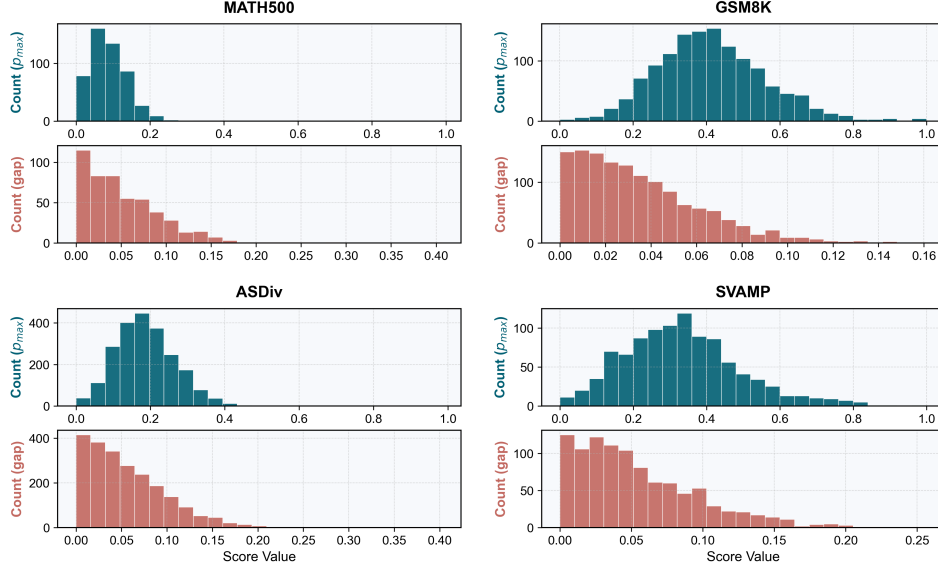 MATH500
Count (p_max)
100
0
0.0 0.2 0.4 0.6 0.8 1.0
Count (gap)
100
50
0
0.00 0.05 0.10 0.15 0.20 0.25 0.30 0.35 0.40
GSM8K
Count (p_max)
100
0
0.0 0.2 0.4 0.6 0.8 1.0
Count (gap)
100
0
0.00 0.02 0.04 0.06 0.08 0.10 0.12 0.14 0.16
ASDiv
Count (p_max)
400
200
0
0.0 0.2 0.4 0.6 0.8 1.0
Count (gap)
400
200
0
0.00 0.05 0.10 0.15 0.20 0.25 0.30 0.35 0.40
Score Value
SVAMP
Count (p_max)
100
50
0
0.0 0.2 0.4 0.6 0.8 1.0
Count (gap)
100
50
0
0.00 0.05 0.10 0.15 0.20 0.25
Score Value